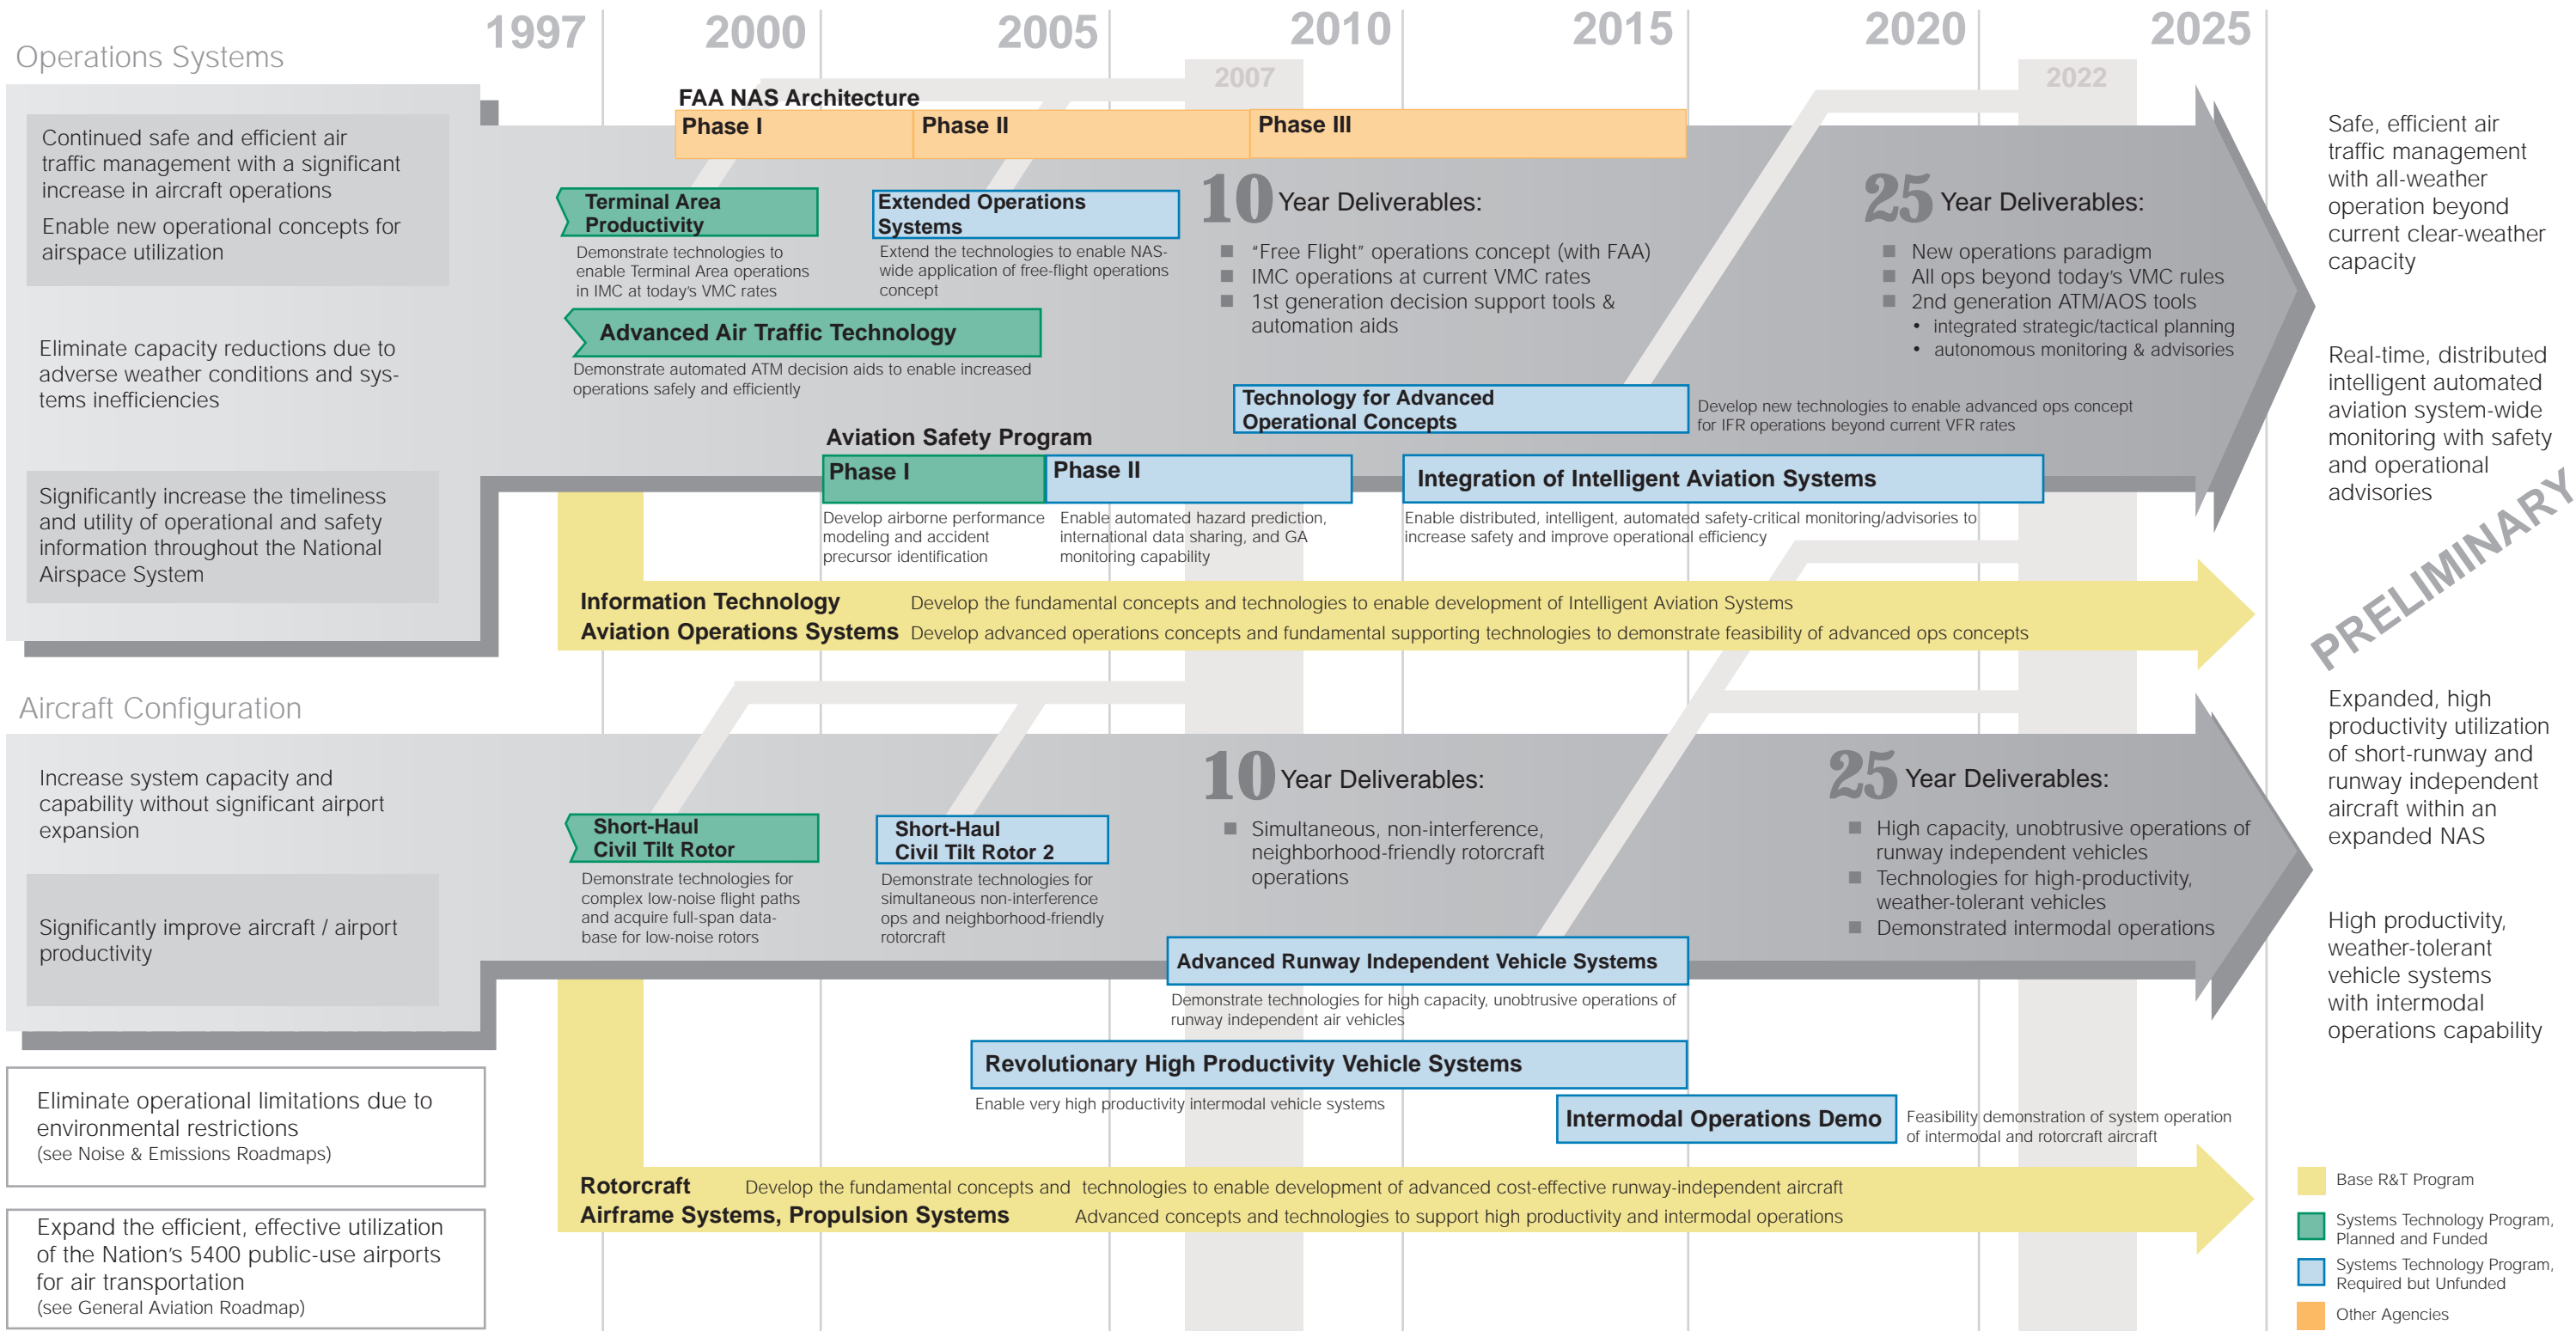 1997
2000
2005
2010
2015
2020
2025
2007
2022
Operations Systems
Continued safe and efficient air
traffic management with a significant
increase in aircraft operations
Enable new operational concepts for
airspace utilization
Eliminate capacity reductions due to
adverse weather conditions and sys-
tems inefficiencies
Significantly increase the timeliness
and utility of operational and safety
information throughout the National
Airspace System
FAA NAS Architecture
Phase I
Phase II
Phase III
Terminal Area
Productivity
Demonstrate technologies to
enable Terminal Area operations
in IMC at today's VMC rates
Extended Operations
Systems
Extend the technologies to enable NAS-
wide application of free-flight operations
concept
Advanced Air Traffic Technology
Demonstrate automated ATM decision aids to enable increased
operations safely and efficiently
10 Year Deliverables:
■ “Free Flight” operations concept (with FAA)
■ IMC operations at current VMC rates
■ 1st generation decision support tools &
automation aids
25 Year Deliverables:
■ New operations paradigm
■ All ops beyond today's VMC rules
■ 2nd generation ATM/AOS tools
• integrated strategic/tactical planning
• autonomous monitoring & advisories
Technology for Advanced
Operational Concepts
Develop new technologies to enable advanced ops concept
for IFR operations beyond current VFR rates
Aviation Safety Program
Phase I
Phase II
Develop airborne performance
modeling and accident
precursor identification
Enable automated hazard prediction,
international data sharing, and GA
monitoring capability
Integration of Intelligent Aviation Systems
Enable distributed, intelligent, automated safety-critical monitoring/advisories to
increase safety and improve operational efficiency
Information Technology Develop the fundamental concepts and technologies to enable development of Intelligent Aviation Systems
Aviation Operations Systems Develop advanced operations concepts and fundamental supporting technologies to demonstrate feasibility of advanced ops concepts
Safe, efficient air
traffic management
with all-weather
operation beyond
current clear-weather
capacity
Real-time, distributed
intelligent automated
aviation system-wide
monitoring with safety
and operational
advisories
PRELIMINARY
Aircraft Configuration
Increase system capacity and
capability without significant airport
expansion
Significantly improve aircraft / airport
productivity
Short-Haul
Civil Tilt Rotor
Demonstrate technologies for
complex low-noise flight paths
and acquire full-span data-
base for low-noise rotors
Short-Haul
Civil Tilt Rotor 2
Demonstrate technologies for
simultaneous non-interference
ops and neighborhood-friendly
rotorcraft
10 Year Deliverables:
■ Simultaneous, non-interference,
neighborhood-friendly rotorcraft
operations
25 Year Deliverables:
■ High capacity, unobtrusive operations of
runway independent vehicles
■ Technologies for high-productivity,
weather-tolerant vehicles
■ Demonstrated intermodal operations
Advanced Runway Independent Vehicle Systems
Demonstrate technologies for high capacity, unobtrusive operations of
runway independent air vehicles
Revolutionary High Productivity Vehicle Systems
Enable very high productivity intermodal vehicle systems
Intermodal Operations Demo
Feasibility demonstration of system operation
of intermodal and rotorcraft aircraft
Rotorcraft Develop the fundamental concepts and technologies to enable development of advanced cost-effective runway-independent aircraft
Airframe Systems, Propulsion Systems Advanced concepts and technologies to support high productivity and intermodal operations
Expanded, high
productivity utilization
of short-runway and
runway independent
aircraft within an
expanded NAS
High productivity,
weather-tolerant
vehicle systems
with intermodal
operations capability
Eliminate operational limitations due to
environmental restrictions
(see Noise & Emissions Roadmaps)
Expand the efficient, effective utilization
of the Nation's 5400 public-use airports
for air transportation
(see General Aviation Roadmap)
Base R&T Program
Systems Technology Program,
Planned and Funded
Systems Technology Program,
Required but Unfunded
Other Agencies